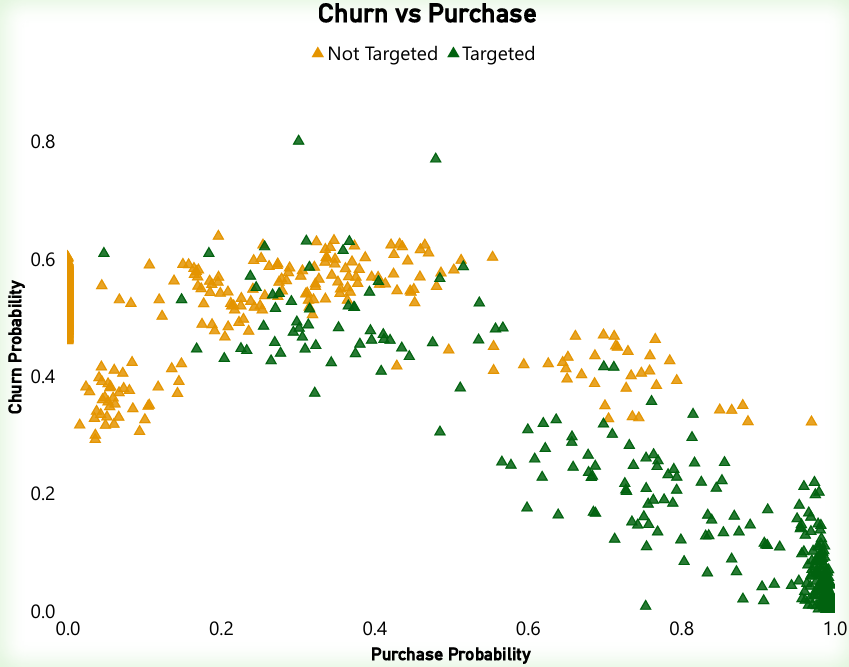 Churn vs Purchase
Not Targeted Targeted
0.8
0.6
0.4
0.2
0.0
Churn Probability
0.0 0.2 0.4 0.6 0.8 1.0
Purchase Probability